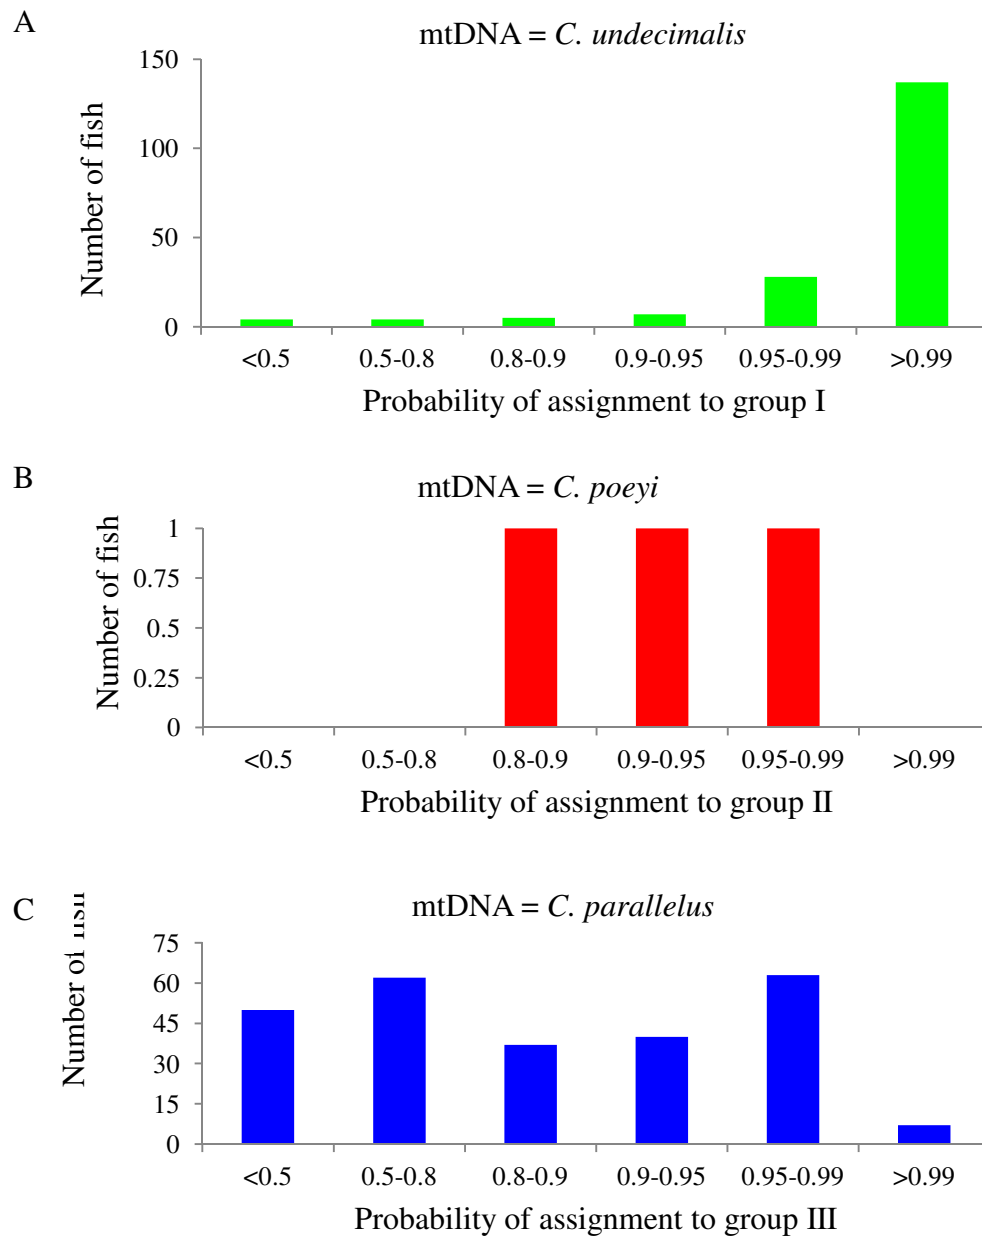 A
mtDNA = C. undecimalis
Number of fish
150
100
50
0
<0.5 0.5-0.8 0.8-0.9 0.9-0.95 0.95-0.99 >0.99
Probability of assignment to group I
B
mtDNA = C. poeyi
Number of fish
1
0.75
0.5
0.25
0
<0.5 0.5-0.8 0.8-0.9 0.9-0.95 0.95-0.99 >0.99
Probability of assignment to group II
C
mtDNA = C. parallelus
Number of fish
75
60
45
30
15
0
<0.5 0.5-0.8 0.8-0.9 0.9-0.95 0.95-0.99 >0.99
Probability of assignment to group III